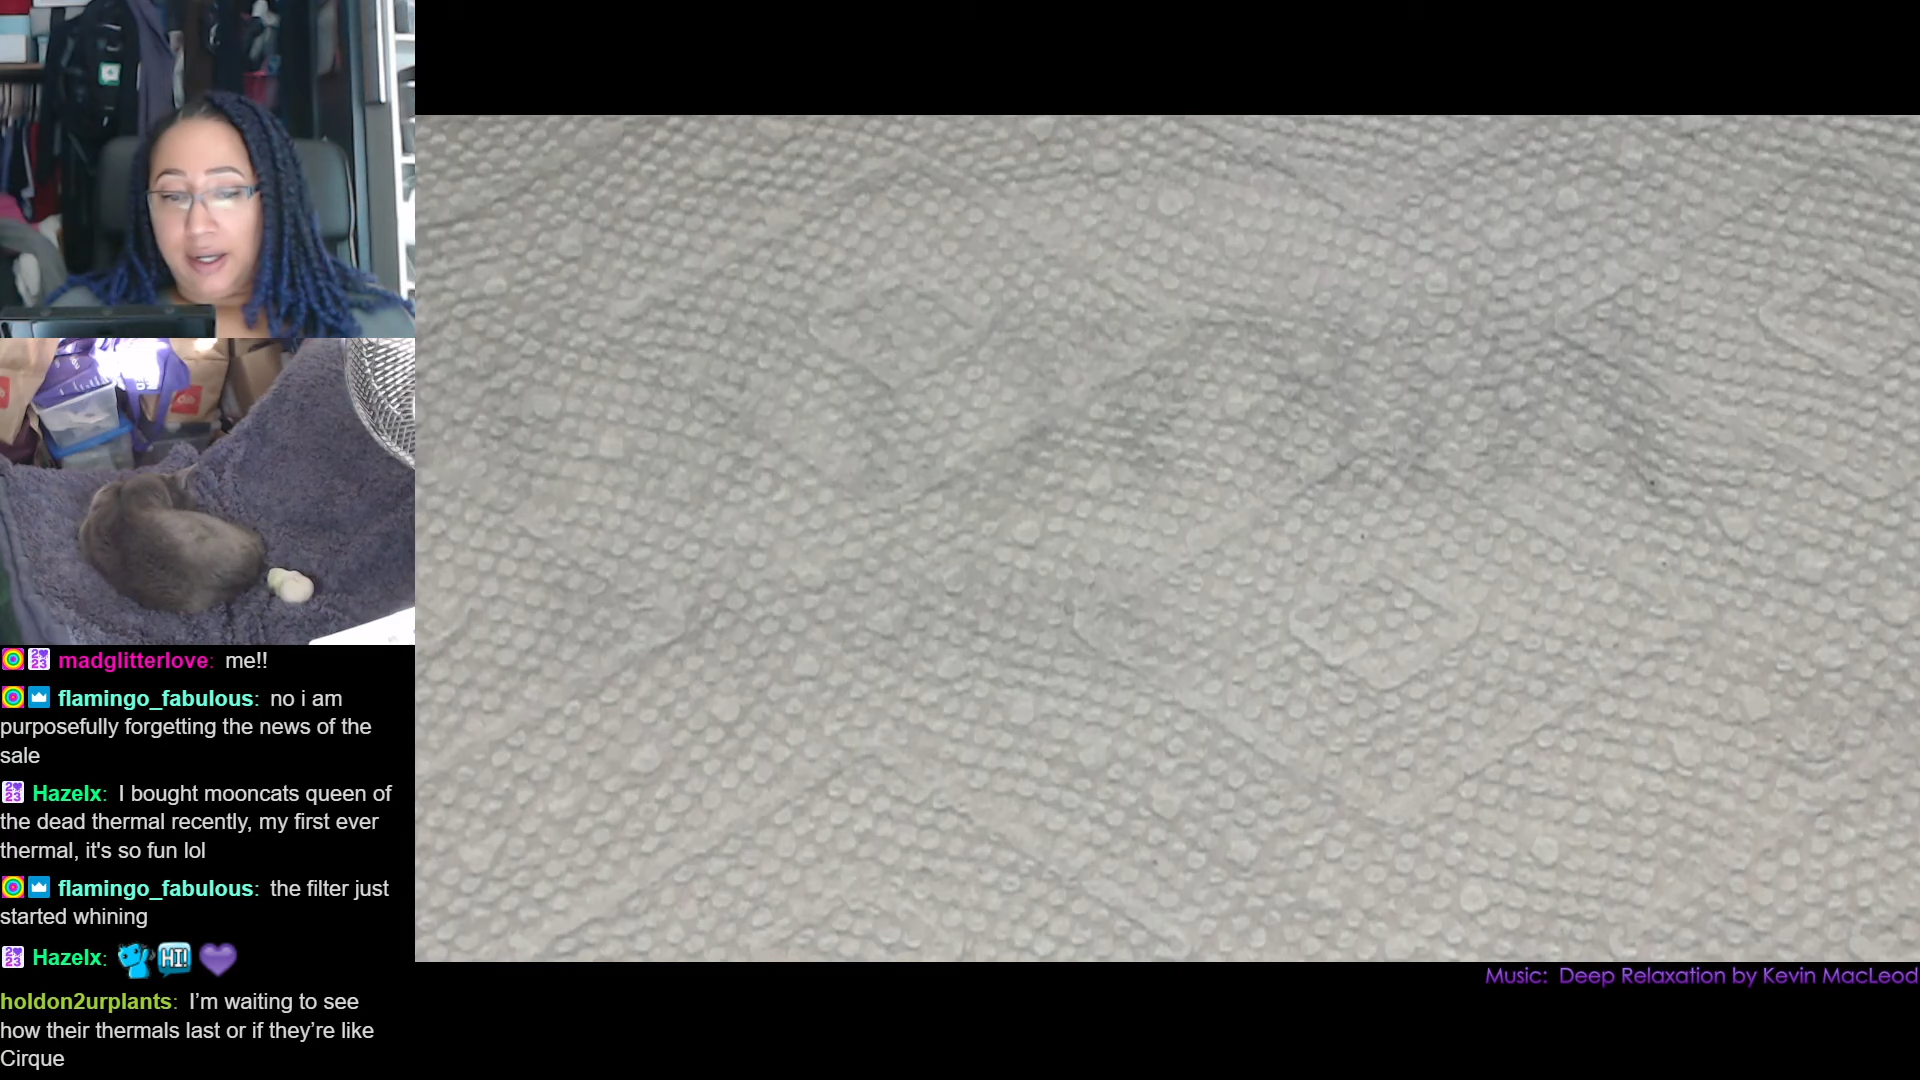 madglitterlove: me!!
flamingo_fabulous: no i am
purposefully forgetting the news of the
sale
Hazelx: I bought mooncats queen of
the dead thermal recently, my first ever
thermal, it's so fun lol
flamingo_fabulous: the filter just
started whining
Hazelx: HI!
holdon2urplants: I’m waiting to see
how their thermals last or if they’re like
Cirque
Music: Deep Relaxation by Kevin MacLeod